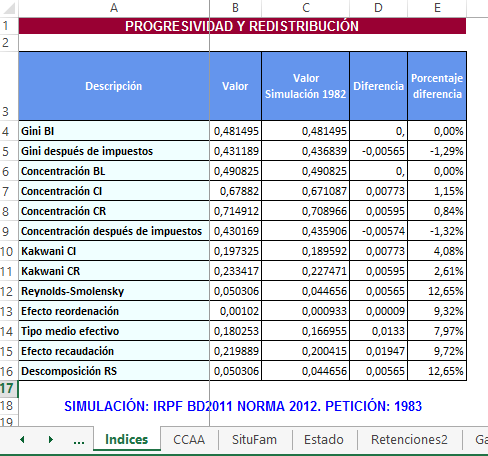 A B C D E
1 PROGRESIVIDAD Y REDISTRIBUCIÓN
2
3 Descripción Valor Valor Simulación 1982 Diferencia Porcentaje diferencia
4 Gini BI 0,481495 0,481495 0, 0,00%
5 Gini después de impuestos 0,431189 0,436839 -0,00565 -1,29%
6 Concentración BL 0,490825 0,490825 0, 0,00%
7 Concentración CI 0,67882 0,671087 0,00773 1,15%
8 Concentración CR 0,714912 0,708966 0,00595 0,84%
9 Concentración después de impuestos 0,430169 0,435906 -0,00574 -1,32%
10 Kakwani CI 0,197325 0,189592 0,00773 4,08%
11 Kakwani CR 0,233417 0,227471 0,00595 2,61%
12 Reynolds-Smolensky 0,050306 0,044656 0,00565 12,65%
13 Efecto reordenación 0,00102 0,000933 0,00009 9,32%
14 Tipo medio efectivo 0,180253 0,166955 0,0133 7,97%
15 Efecto recaudación 0,219889 0,200415 0,01947 9,72%
16 Descomposición RS 0,050306 0,044656 0,00565 12,65%
17
18 SIMULACIÓN: IRPF BD2011 NORMA 2012. PETICIÓN: 1983
19
... Indices CCAA SituFam Estado Retenciones2 Ga